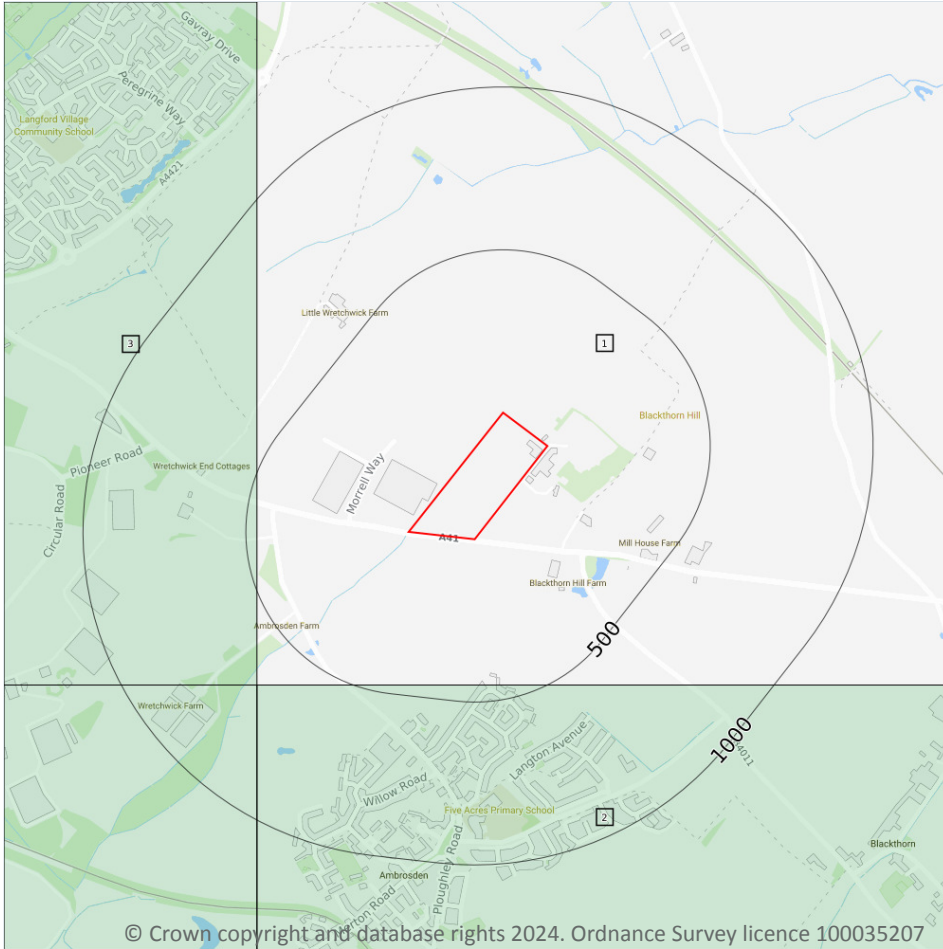 Gavray Drive
Peregrine Way
Langford Village
Community School
A4421
Little Wretchwick Farm
3
1
Blackthorn Hill
Pioneer Road
Wretchwick End Cottages
Morrell Way
Circular Road
A41
Mill House Farm
Blackthorn Hill Farm
Ambrosden Farm
500
Wretchwick Farm
1000
Langton Avenue
Willow Road
Five Acres Primary School
2
Ploughley Road
Blackthorn
Ambrosden
© Crown copyright and database rights 2024. Ordnance Survey licence 100035207